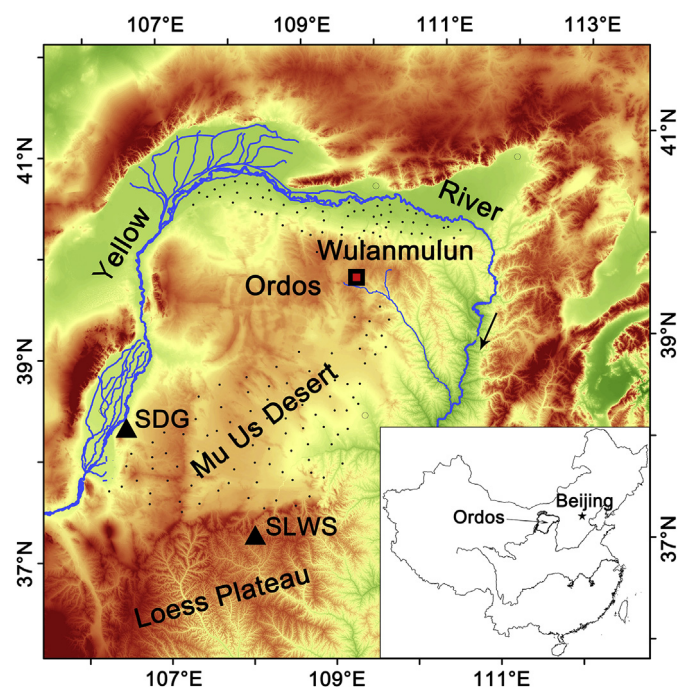 107°E 109°E 111°E 113°E
41°N
41°N
Yellow
River
Wulanmulun
Ordos
39°N
39°N
SDG
Mu Us Desert
SLWS
Loess Plateau
Beijing
Ordos
37°N
37°N
107°E 109°E 111°E